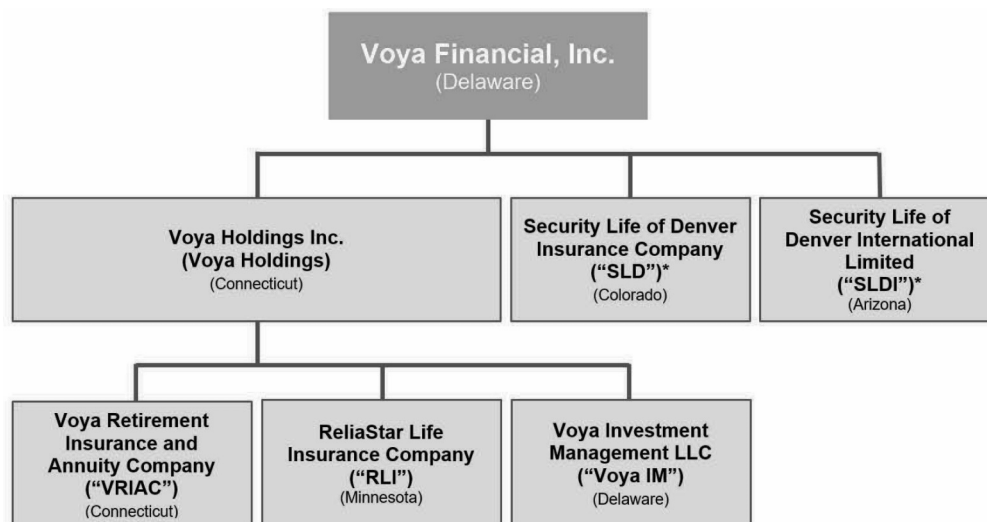 Voya Financial, Inc.
(Delaware)
Voya Holdings Inc.
(Voya Holdings)
(Connecticut)
Security Life of Denver
Insurance Company
(“SLD”)*
(Colorado)
Security Life of
Denver International
Limited
(“SLDI”)*
(Arizona)
Voya Retirement
Insurance and
Annuity Company
(“VRIAC”)
(Connecticut)
ReliaStar Life
Insurance Company
(“RLI”)
(Minnesota)
Voya Investment
Management LLC
(“Voya IM”)
(Delaware)